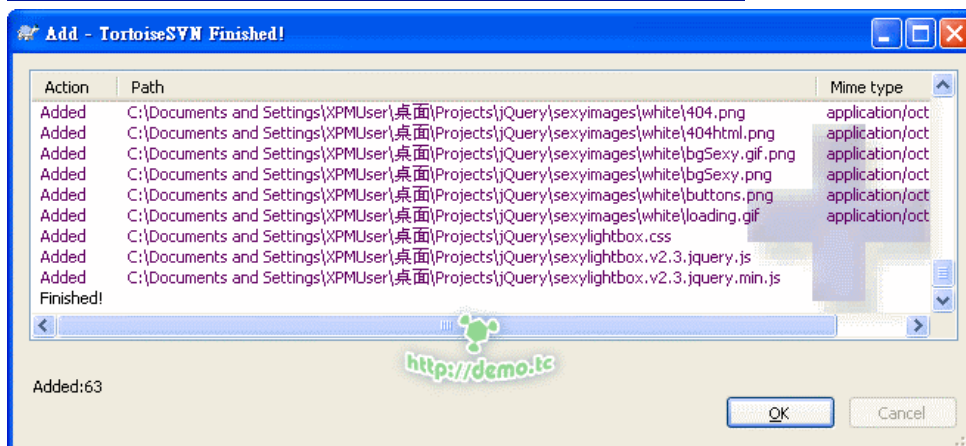 Add - TortoiseSVN Finished!
Action Path Mime type
Added C:\Documents and Settings\XPMUser\桌面\Projects\jQuery\sexyimages\white\404.png application/oct
Added C:\Documents and Settings\XPMUser\桌面\Projects\jQuery\sexyimages\white\404html.png application/oct
Added C:\Documents and Settings\XPMUser\桌面\Projects\jQuery\sexyimages\white\bgSexy.gif.png application/oct
Added C:\Documents and Settings\XPMUser\桌面\Projects\jQuery\sexyimages\white\bgSexy.png application/oct
Added C:\Documents and Settings\XPMUser\桌面\Projects\jQuery\sexyimages\white\buttons.png application/oct
Added C:\Documents and Settings\XPMUser\桌面\Projects\jQuery\sexyimages\white\loading.gif application/oct
Added C:\Documents and Settings\XPMUser\桌面\Projects\jQuery\sexylightbox.css
Added C:\Documents and Settings\XPMUser\桌面\Projects\jQuery\sexylightbox.v2.3.jquery.js
Added C:\Documents and Settings\XPMUser\桌面\Projects\jQuery\sexylightbox.v2.3.jquery.min.js
Finished!
http://demo.tc
Added:63
OK Cancel